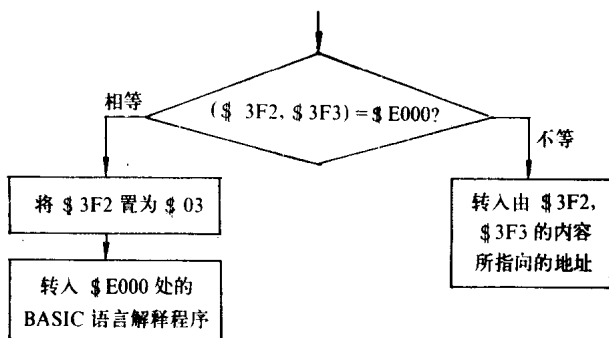 ($ 3F2, $ 3F3) = $ E000?
相等
不等
将 $ 3F2 置为 $ 03
转入由 $ 3F2,
$ 3F3 的内容
所指向的地址
转入 $ E000 处的
BASIC 语言解释程序